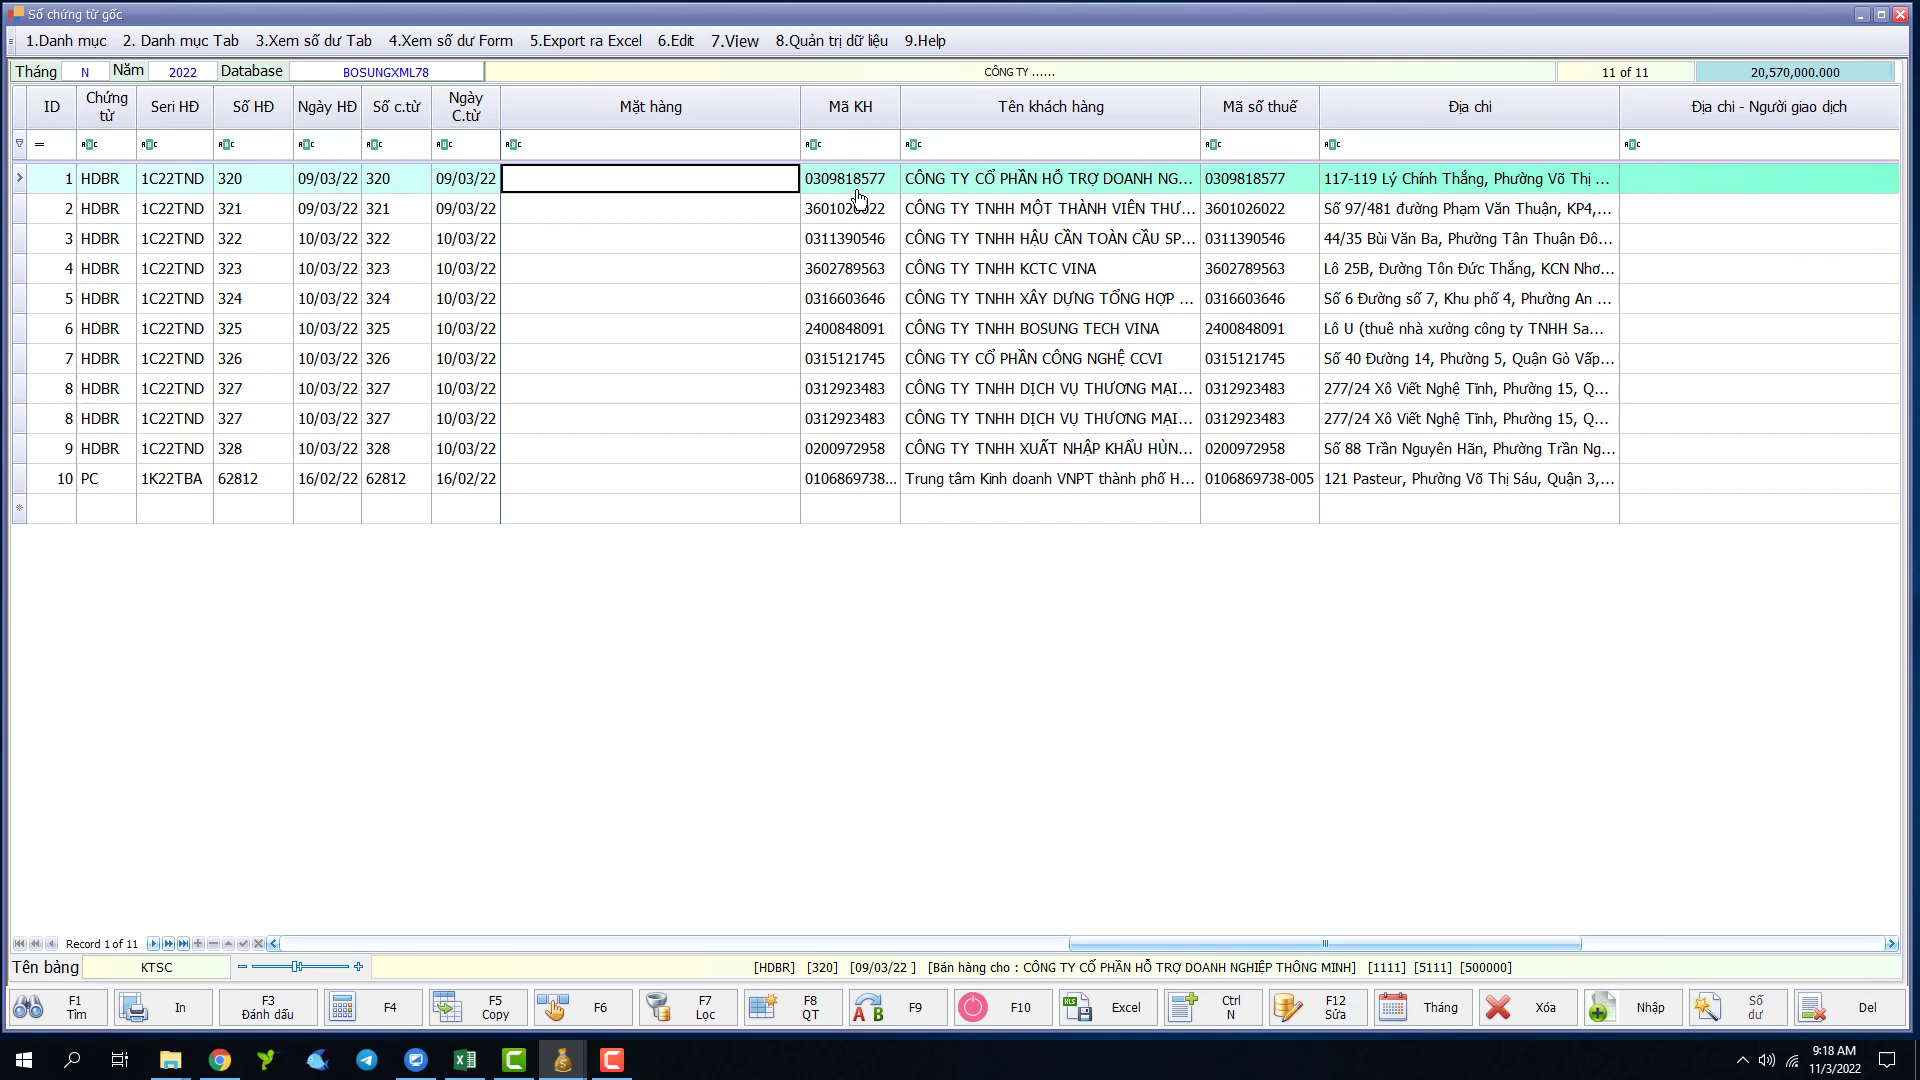 Sổ chứng từ gốc
1.Danh mục 2. Danh mục Tab 3.Xem số dư Tab 4.Xem số dư Form 5.Export ra Excel 6.Edit 7.View 8.Quản trị dữ liệu 9.Help
Tháng N Năm 2022 Database BOSUNGXML78 CÔNG TY ...... 11 of 11 20,570,000.000
ID Chứng từ Seri HĐ Số HĐ Ngày HĐ Số c.từ Ngày C.từ Mặt hàng Mã KH Tên khách hàng Mã số thuế Địa chỉ Địa chỉ - Người giao dịch
1 HDBR 1C22TND 320 09/03/22 320 09/03/22 0309818577 CÔNG TY CỔ PHẦN HỖ TRỢ DOANH NG... 0309818577 117-119 Lý Chính Thắng, Phường Võ Thị ...
2 HDBR 1C22TND 321 09/03/22 321 09/03/22 3601026022 CÔNG TY TNHH MỘT THÀNH VIÊN THƯ... 3601026022 Số 97/481 đường Phạm Văn Thuận, KP4,...
3 HDBR 1C22TND 322 10/03/22 322 10/03/22 0311390546 CÔNG TY TNHH HẬU CẦN TOÀN CẦU SP... 0311390546 44/35 Bùi Văn Ba, Phường Tân Thuận Đô...
4 HDBR 1C22TND 323 10/03/22 323 10/03/22 3602789563 CÔNG TY TNHH KCTC VINA 3602789563 Lô 25B, Đường Tôn Đức Thắng, KCN Nhơ...
5 HDBR 1C22TND 324 10/03/22 324 10/03/22 0316603646 CÔNG TY TNHH XÂY DỰNG TỔNG HỢP ... 0316603646 Số 6 Đường số 7, Khu phố 4, Phường An ...
6 HDBR 1C22TND 325 10/03/22 325 10/03/22 2400848091 CÔNG TY TNHH BOSUNG TECH VINA 2400848091 Lô U (thuê nhà xưởng công ty TNHH Sa...
7 HDBR 1C22TND 326 10/03/22 326 10/03/22 0315121745 CÔNG TY CỔ PHẦN CÔNG NGHỆ CCVI 0315121745 Số 40 Đường 14, Phường 5, Quận Gò Vấp...
8 HDBR 1C22TND 327 10/03/22 327 10/03/22 0312923483 CÔNG TY TNHH DỊCH VỤ THƯƠNG MẠI... 0312923483 277/24 Xô Viết Nghệ Tĩnh, Phường 15, Q...
8 HDBR 1C22TND 327 10/03/22 327 10/03/22 0312923483 CÔNG TY TNHH DỊCH VỤ THƯƠNG MẠI... 0312923483 277/24 Xô Viết Nghệ Tĩnh, Phường 15, Q...
9 HDBR 1C22TND 328 10/03/22 328 10/03/22 0200972958 CÔNG TY TNHH XUẤT NHẬP KHẨU HÙN... 0200972958 Số 88 Trần Nguyên Hãn, Phường Trần Ng...
10 PC 1K22TBA 62812 16/02/22 62812 16/02/22 0106869738... Trung tâm Kinh doanh VNPT thành phố H... 0106869738-005 121 Pasteur, Phường Võ Thị Sáu, Quận 3,...
Record 1 of 11
Tên bảng KTSC [HDBR] [320] [09/03/22 ] [Bán hàng cho : CÔNG TY CỔ PHẦN HỖ TRỢ DOANH NGHIỆP THÔNG MINH] [1111] [5111] [500000]
F1 Tìm In F3 Đánh dấu F4 F5 Copy F6 F7 Lọc F8 QT F9 F10 Excel Ctrl N F12 Sửa Tháng Xóa Nhập Số dư Del
9:18 AM
11/3/2022